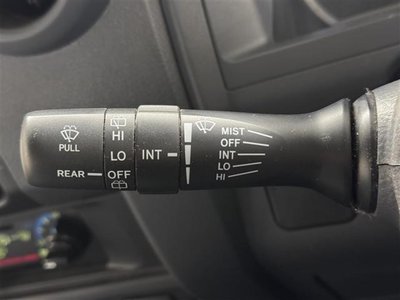 PULL
REAR
HI
LO
OFF
INT
MIST
OFF
INT
LO
HI